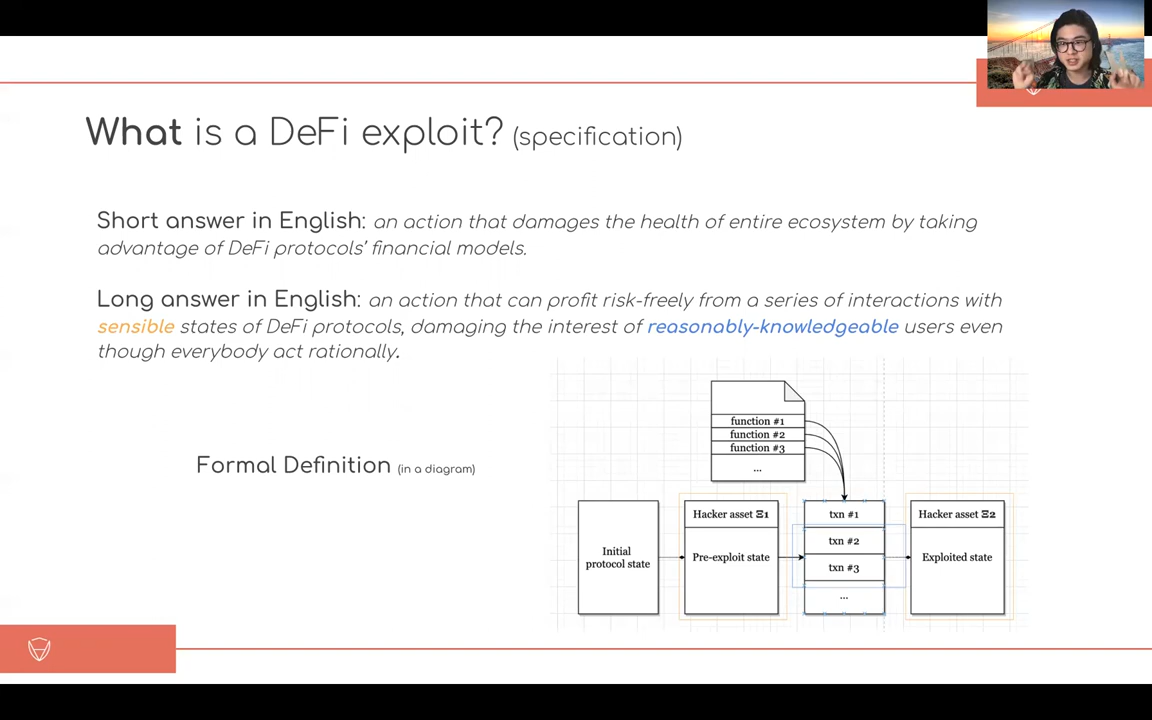 What is a DeFi exploit? (specification)
Short answer in English: an action that damages the health of entire ecosystem by taking
advantage of DeFi protocols' financial models.
Long answer in English: an action that can profit risk-freely from a series of interactions with
sensible states of DeFi protocols, damaging the interest of reasonably-knowledgeable users even
though everybody act rationally.
Formal Definition (in a diagram)
function #1
function #2
function #3
...
Initial
protocol state
Hacker asset Ξ1
Pre-exploit state
txn #1
txn #2
txn #3
...
Hacker asset Ξ2
Exploited state